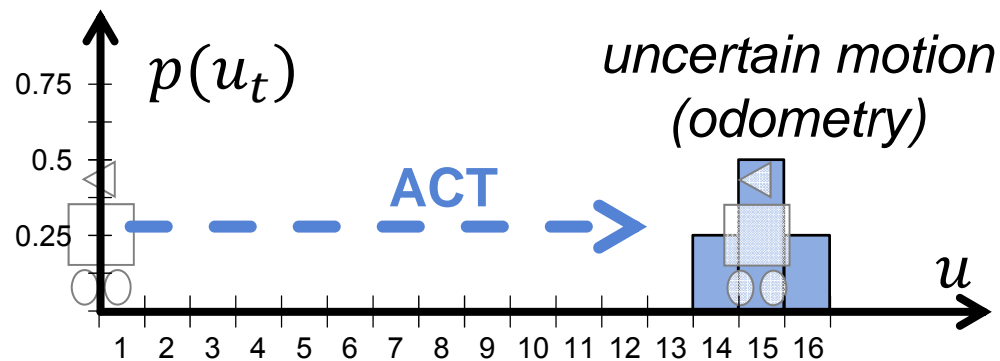 0.75
p(u_t)
uncertain motion
(odometry)
0.5
ACT
0.25
u
1 2 3 4 5 6 7 8 9 10 11 12 13 14 15 16